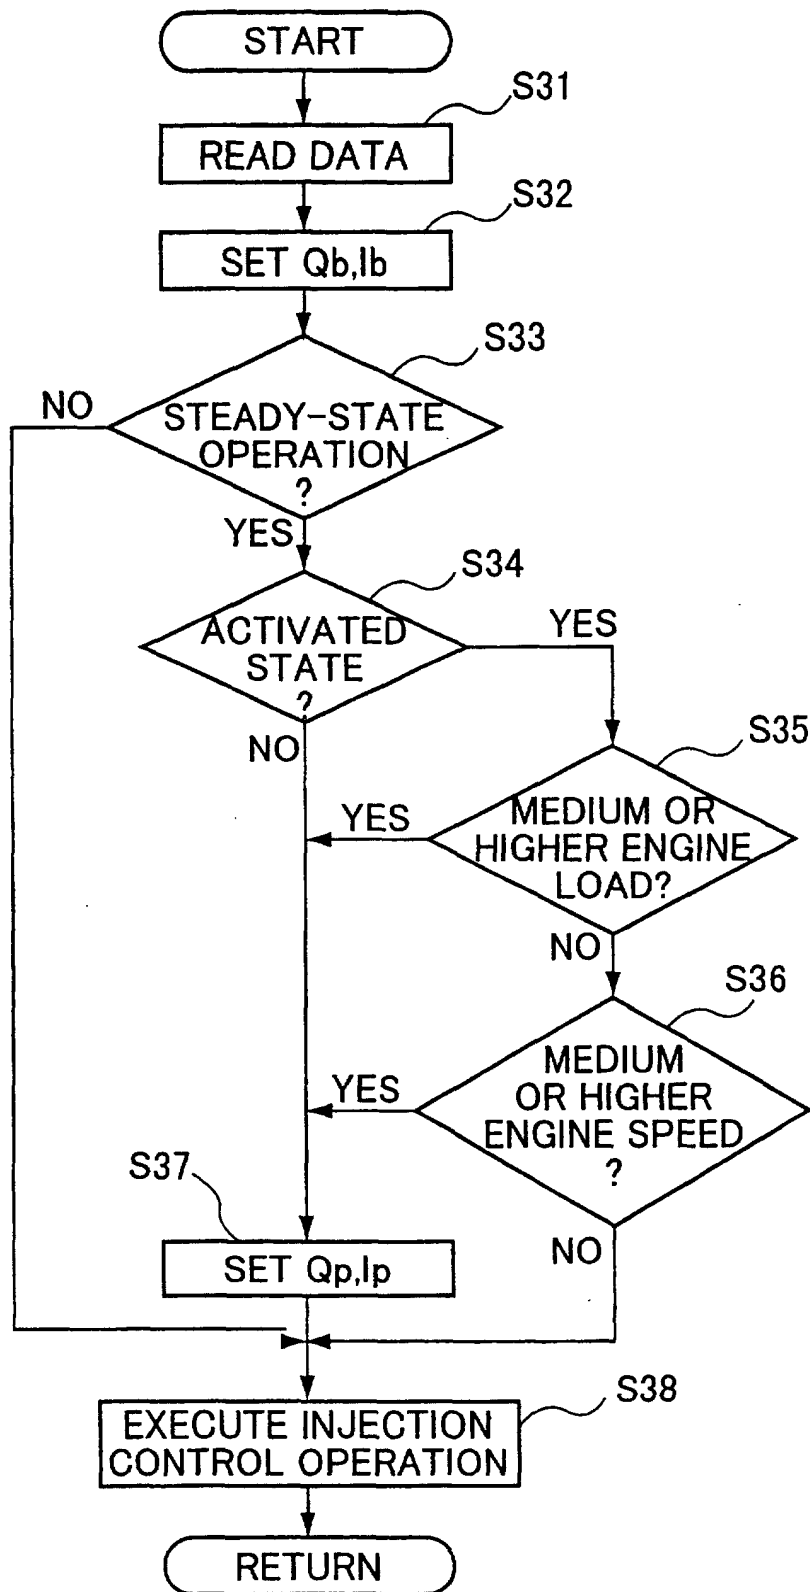 START
S31
READ DATA
S32
SET Qb,Ib
S33
NO
STEADY-STATE
OPERATION
?
YES
S34
ACTIVATED
STATE
?
YES
NO
S35
MEDIUM OR
HIGHER ENGINE
LOAD?
YES
NO
S36
MEDIUM
OR HIGHER
ENGINE SPEED
?
YES
NO
S37
SET Qp,Ip
S38
EXECUTE INJECTION
CONTROL OPERATION
RETURN